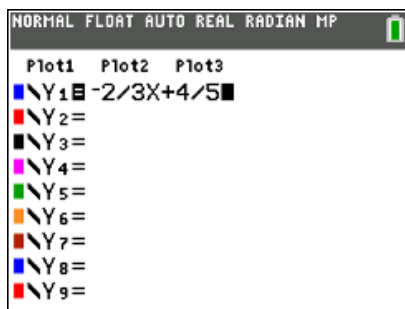 NORMAL FLOAT AUTO REAL RADIAN MP
Plot1 Plot2 Plot3
\Y₁=-2/3X+4/5
\Y₂=
\Y₃=
\Y₄=
\Y₅=
\Y₆=
\Y₇=
\Y₈=
\Y₉=